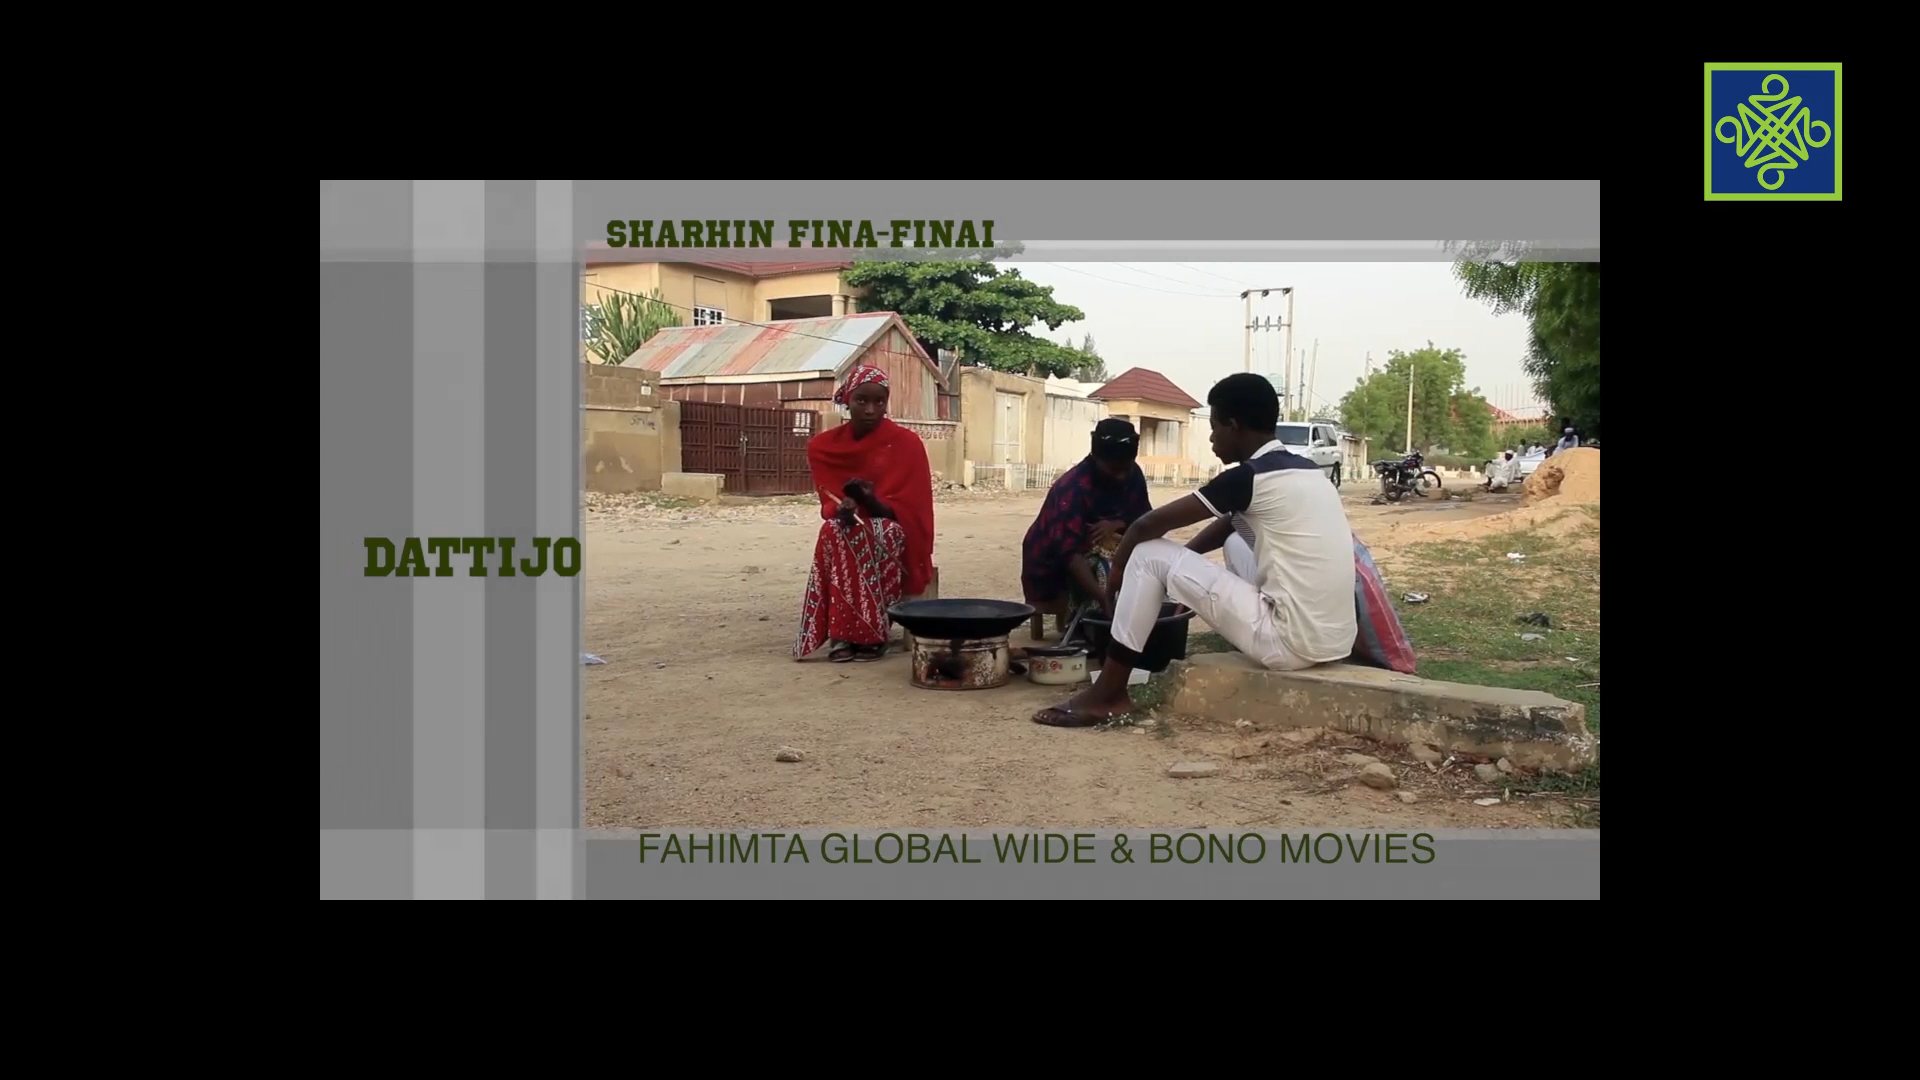 SHARHIN FINA-FINAI
DATTIJO
FAHIMTA GLOBAL WIDE & BONO MOVIES